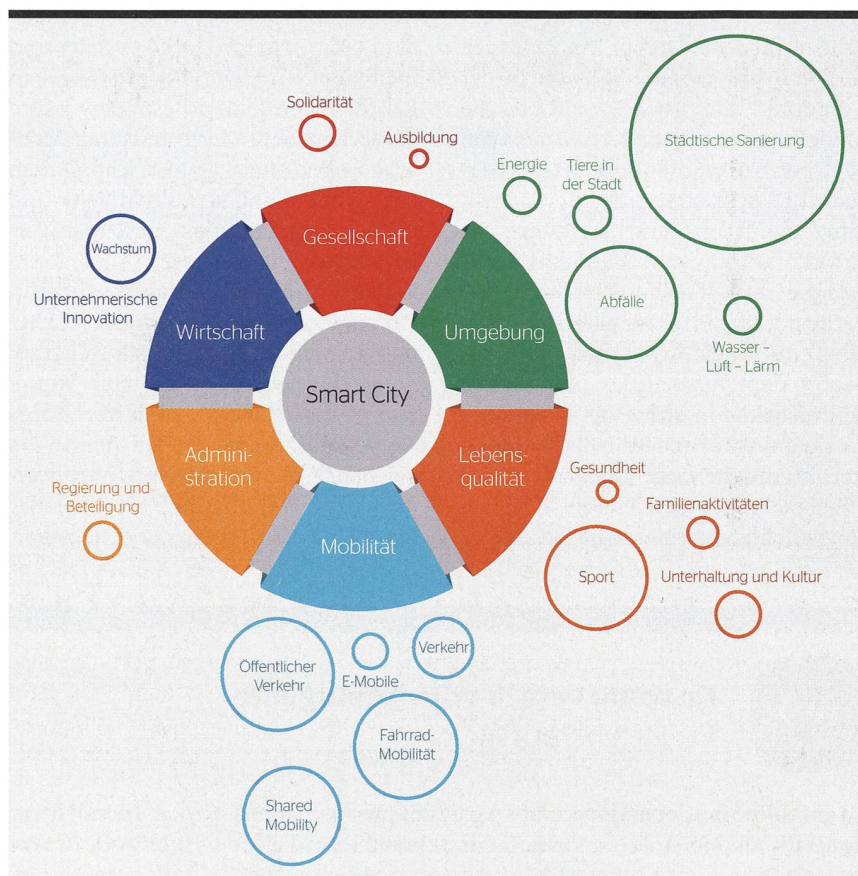 Solidarität
Ausbildung
Energie
Tiere in
der Stadt
Städtische Sanierung
Gesellschaft
Wachstum
Unternehmerische
Innovation
Wirtschaft
Umgebung
Abfälle
Wasser –
Luft – Lärm
Smart City
Admini-
stration
Lebens-
qualität
Regierung und
Beteiligung
Mobilität
Gesundheit
Familienaktivitäten
Sport
Unterhaltung und Kultur
Öffentlicher
Verkehr
E-Mobile
Verkehr
Fahrrad-
Mobilität
Shared
Mobility